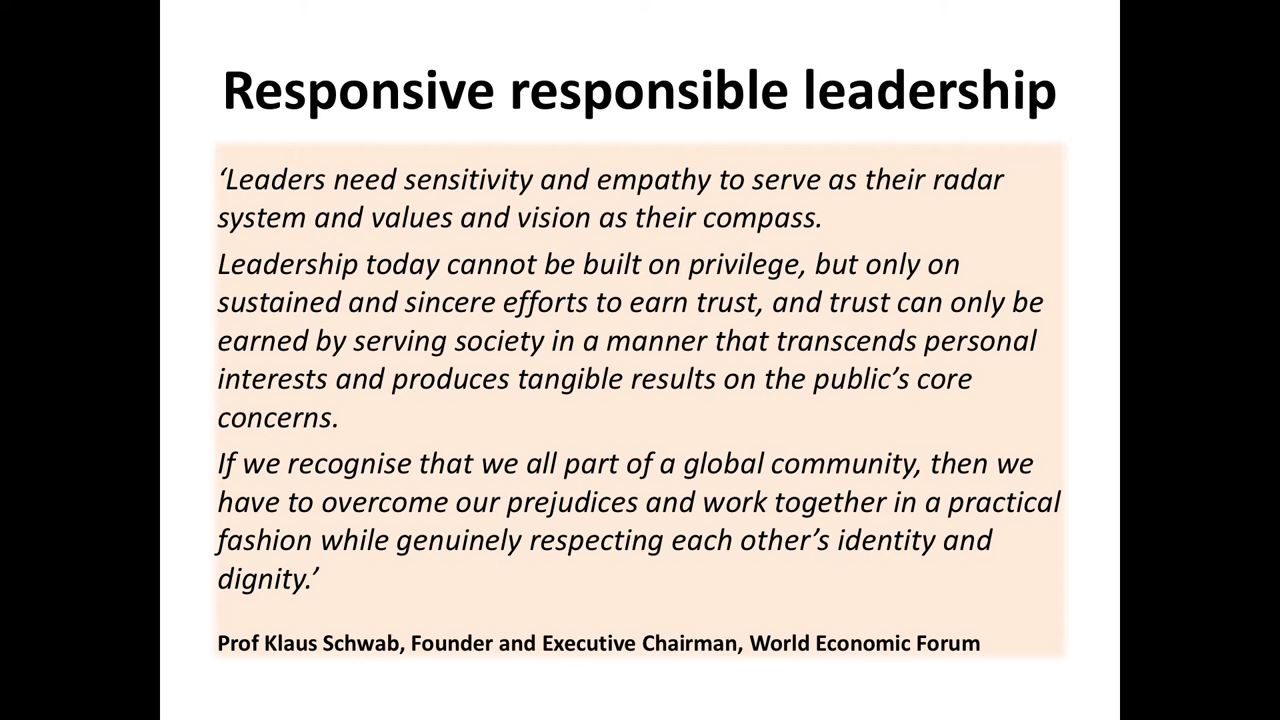 Responsive responsible leadership
‘Leaders need sensitivity and empathy to serve as their radar
system and values and vision as their compass.
Leadership today cannot be built on privilege, but only on
sustained and sincere efforts to earn trust, and trust can only be
earned by serving society in a manner that transcends personal
interests and produces tangible results on the public’s core
concerns.
If we recognise that we all part of a global community, then we
have to overcome our prejudices and work together in a practical
fashion while genuinely respecting each other’s identity and
dignity.’
Prof Klaus Schwab, Founder and Executive Chairman, World Economic Forum